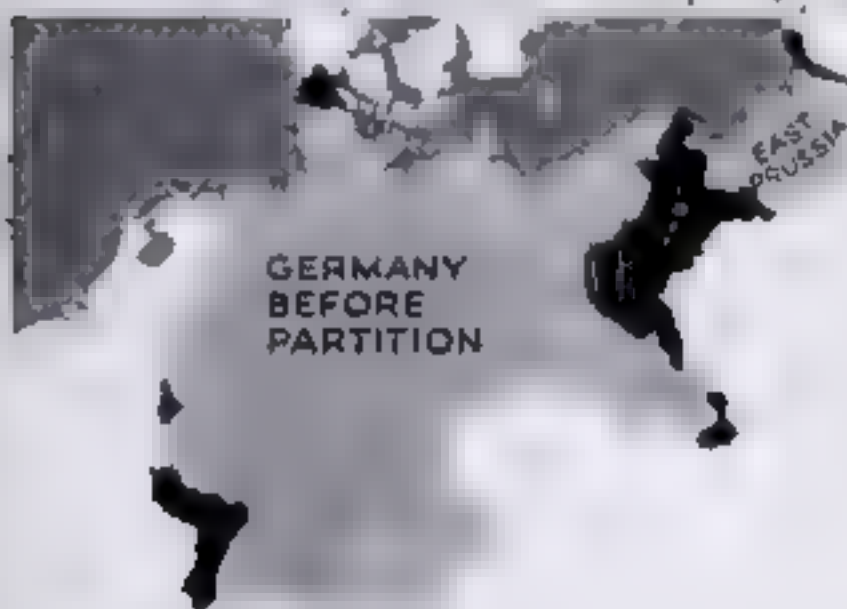 EAST
PRUSSIA
GERMANY
BEFORE
PARTITION